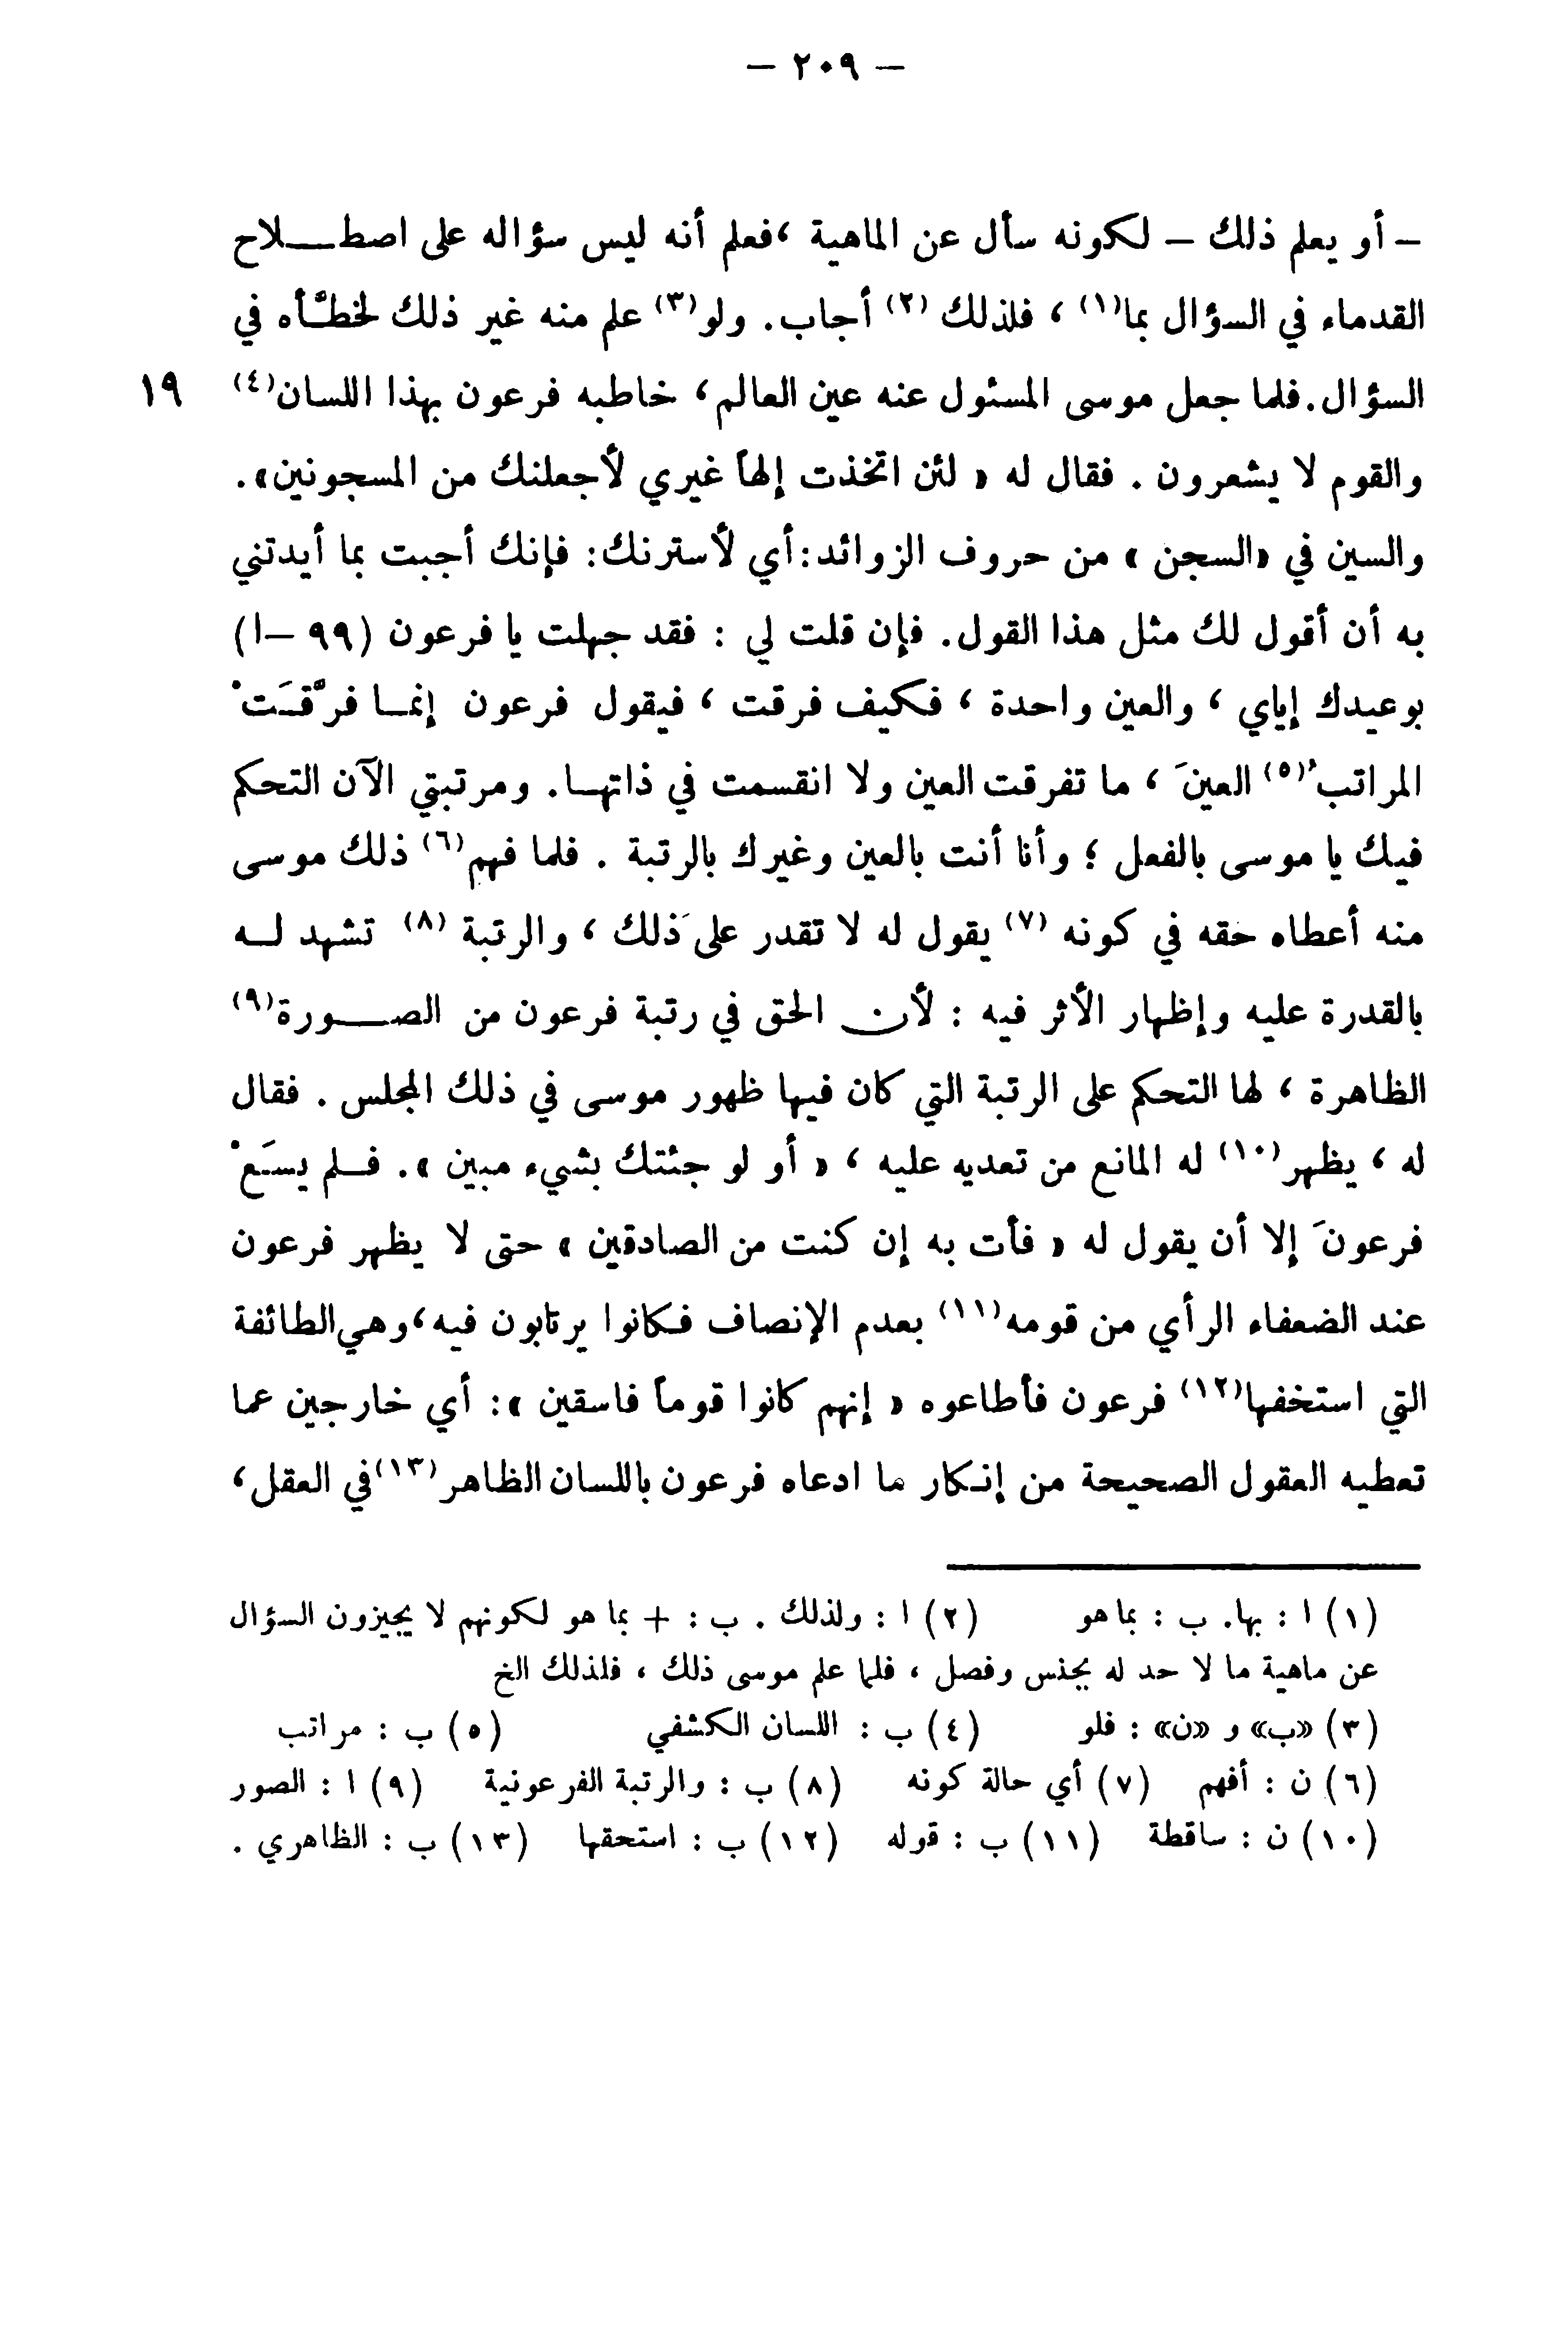 – ٢٠٩ –
– أو يعلم ذلك – لكونه سأل عن الماهية ، فعلم أنه ليس سؤاله على اصطـلاح
القدماء في السؤال بما(١) ، فلذلك (٢) أجاب. ولو(٣) علم منه غير ذلك لخطَّأه في
السؤال. فلما جعل موسى المسئول عنه عين العالم ، خاطبه فرعون بهذا اللسان(٤) ١٩
والقوم لا يشعرون . فقال له « لئن اتخذت إلهاً غيري لأجعلنك من المسجونين».
والسين في «السجن » من حروف الزوائد: أي لأسترنك: فإنك أجبت بما أيدتني
به أن أقول لك مثل هذا القول. فإن قلت لي : فقد جهلت يا فرعون (٩٩ –ا)
بوعيدك إياي ، والعين واحدة ، فكيف فرقت ، فيقول فرعون إنمـا فرَّقَـتْ
المراتبُ(٥) العينَ ، ما تفرقت العين ولا انقسمت في ذاتهـا. ومرتبتي الآن التحكم
فيك يا موسى بالفعل ؛ وأنا أنت بالعين وغيرك بالرتبة . فلما فهم(٦) ذلك موسى
منه أعطاه حقه في كونه (٧) يقول له لا تقدر على ذلك ، والرتبة (٨) تشهد لـه
بالقدرة عليه وإظهار الأثر فيه : لأن الحق في رتبة فرعون من الصـورة(٩)
الظاهرة ، لها التحكم على الرتبة التي كان فيها ظهور موسى في ذلك المجلس . فقال
له ، يظهر(١٠) له المانع من تعديه عليه ، « أو لو جئتك بشيء مبين ». فـلم يسَعْ
فرعونَ إلا أن يقول له « فأت به إن كنت من الصادقين » حتى لا يظهر فرعون
عند الضعفاء الرأي من قومه(١١) بعدم الإنصاف فكانوا يرتابون فيه ، وهي الطائفة
التي استخفها(١٢) فرعون فأطاعوه « إنهم كانوا قوماً فاسقين »: أي خارجين عما
تعطيه العقول الصحيحة من إنـكار ما ادعاه فرعون باللسان الظاهر(١٣) في العقل ،
(١) ا : بها. ب : بما هو (٢) ا : ولذلك . ب : + بما هو لكونهم لا يجيزون السؤال
عن ماهية ما لا حد له بجنس وفصل ، فلما علم موسى ذلك ، فلذلك الخ
(٣) «ب» و «ن» : فلو (٤) ب : اللسان الكشفي (٥) ب : مراتب
(٦) ن : أفهم (٧) أي حالة كونه (٨) ب : والرتبة الفرعونية (٩) ا : الصور
(١٠) ن : ساقطة (١١) ب : قوله (١٢) ب : استحقها (١٣) ب : الظاهري .